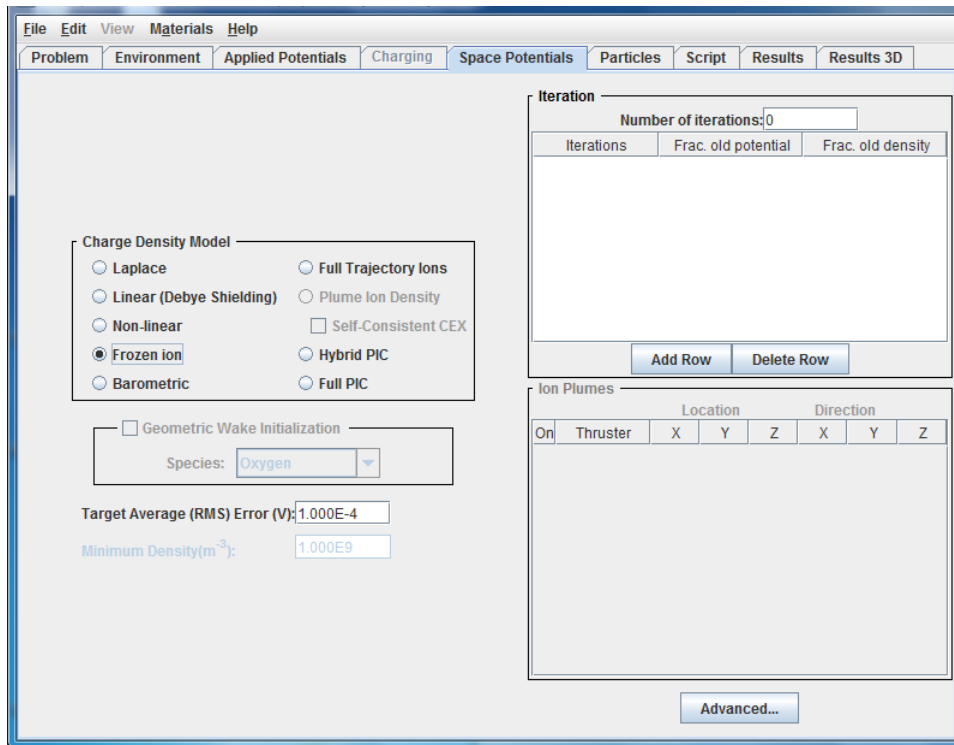 File Edit View Materials Help
Problem Environment Applied Potentials Charging Space Potentials Particles Script Results Results 3D
Charge Density Model
Laplace
Linear (Debye Shielding)
Non-linear
Frozen ion
Barometric
Full Trajectory Ions
Plume Ion Density
Self-Consistent CEX
Hybrid PIC
Full PIC
Geometric Wake Initialization
Species: Oxygen
Target Average (RMS) Error (V): 1.000E-4
Minimum Density(m⁻³): 1.000E9
Iteration
Number of iterations: 0
Iterations Frac. old potential Frac. old density
Add Row Delete Row
Ion Plumes
Location Direction
On Thruster X Y Z X Y Z
Advanced...